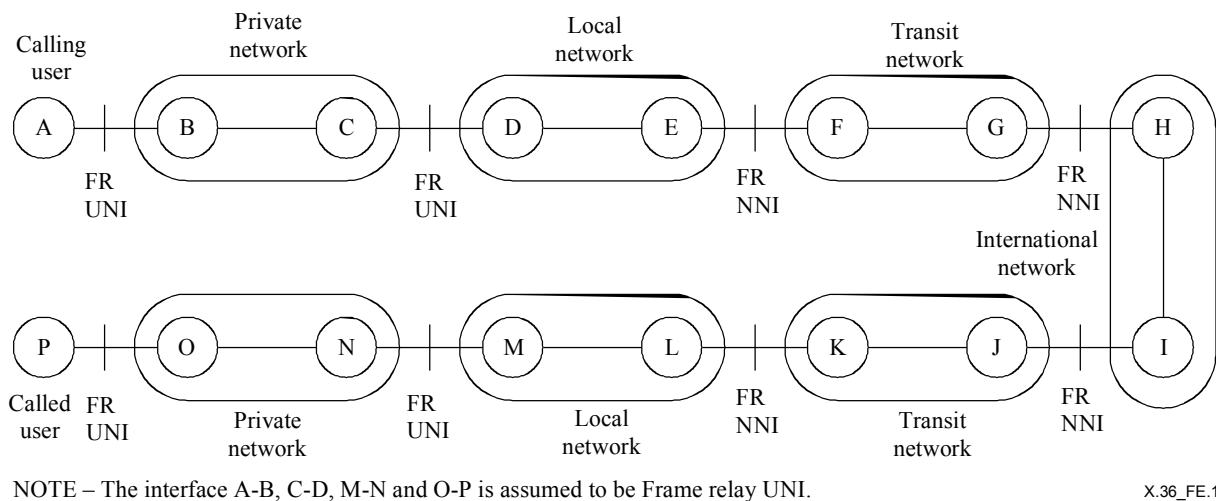 Private
network
Local
network
Transit
network
Calling
user
A
B
C
D
E
F
G
H
FR
UNI
FR
UNI
FR
NNI
FR
NNI
International
network
P
O
N
M
L
K
J
I
Called
user
FR
UNI
Private
network
FR
UNI
Local
network
FR
NNI
Transit
network
FR
NNI
NOTE – The interface A-B, C-D, M-N and O-P is assumed to be Frame relay UNI.
X.36_FE.1